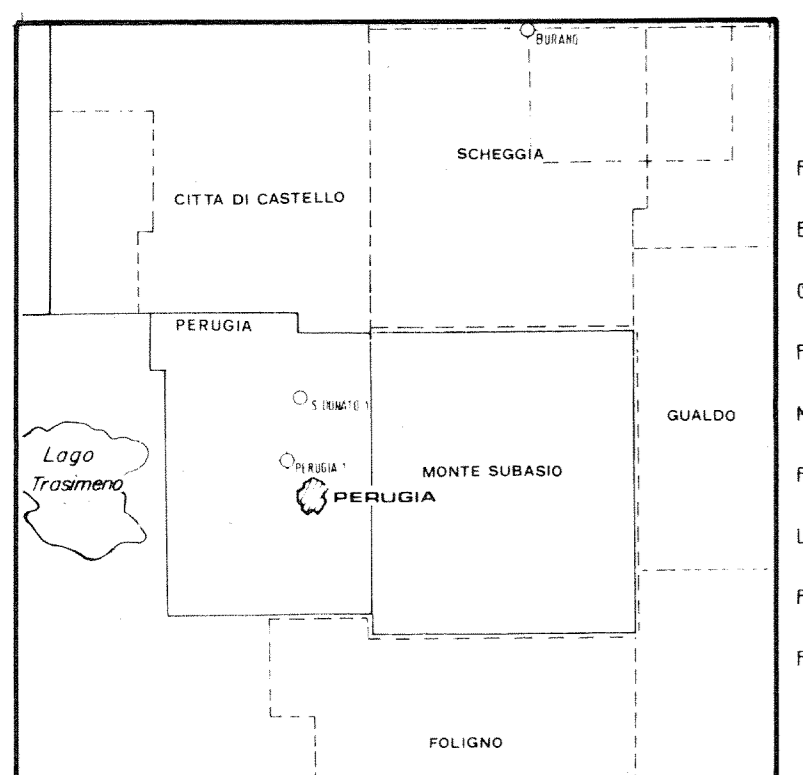 BURANO
SCHEGGIA
CITTA DI CASTELLO
PERUGIA
S. DONATO 1
GUALDO
Lago
Trasimeno
PERUGIA 1
MONTE SUBASIO
PERUGIA
FOLIGNO